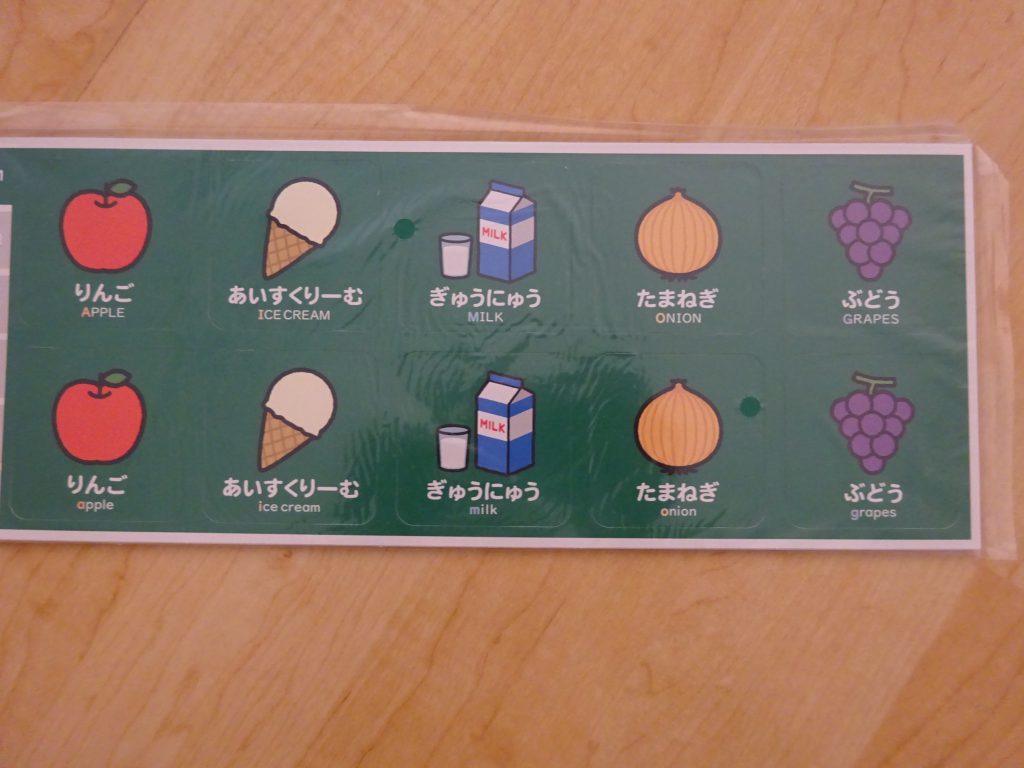 りんご
APPLE
あいすくりーむ
ICE CREAM
MILK
ぎゅうにゅう
MILK
たまねぎ
ONION
ぶどう
GRAPES
りんご
apple
あいすくりーむ
ice cream
MILK
ぎゅうにゅう
milk
たまねぎ
onion
ぶどう
grapes